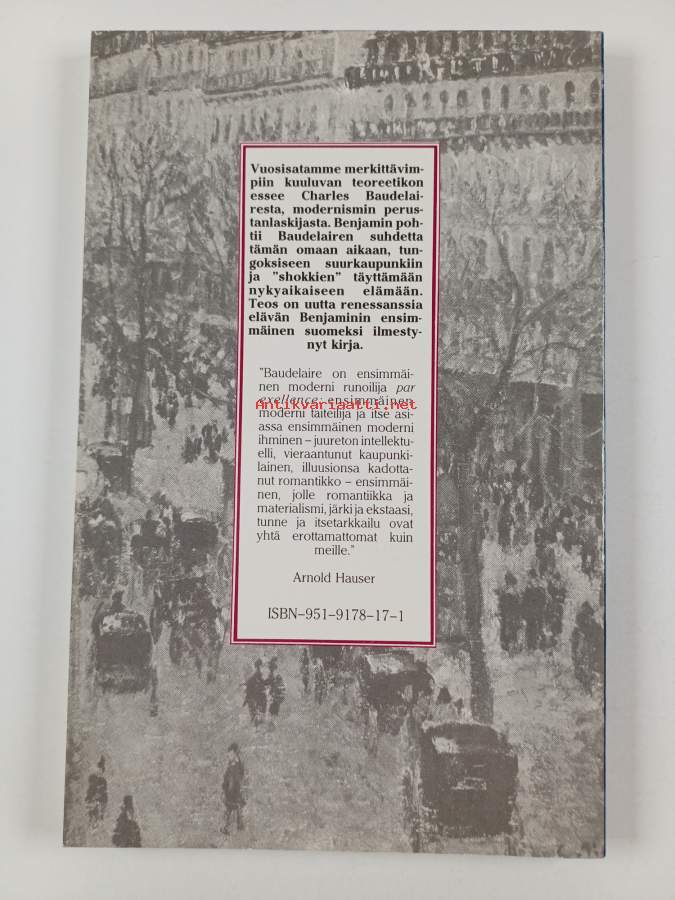 Vuosisatamme merkittävim-
piin kuuluvan teoreetikon
essee Charles Baudelai-
resta, modernismin perus-
tanlaskijasta. Benjamin poh-
tii Baudelairen suhdetta
tämän omaan aikaan, tun-
goksiseen suurkaupunkiin
ja "shokkien" täyttämään
nykyaikaiseen elämään.
Teos on uutta renessanssia
elävän Benjaminin ensim-
mäinen suomeksi ilmesty-
nyt kirja.
"Baudelaire on ensimmäi-
nen moderni runoilija par
exellence: ensimmäinen
Antikvariaatti.net
moderni taiteilija ja itse asi-
assa ensimmäinen moderni
ihminen – juureton intellektu-
elli, vieraantunut kaupunki-
lainen, illuusionsa kadotta-
nut romantikko – ensimmäi-
nen, jolle romantiikka ja
materialismi, järki ja ekstaasi,
tunne ja itsetarkkailu ovat
yhtä erottamattomat kuin
meille."
Arnold Hauser
ISBN–951–9178–17–1